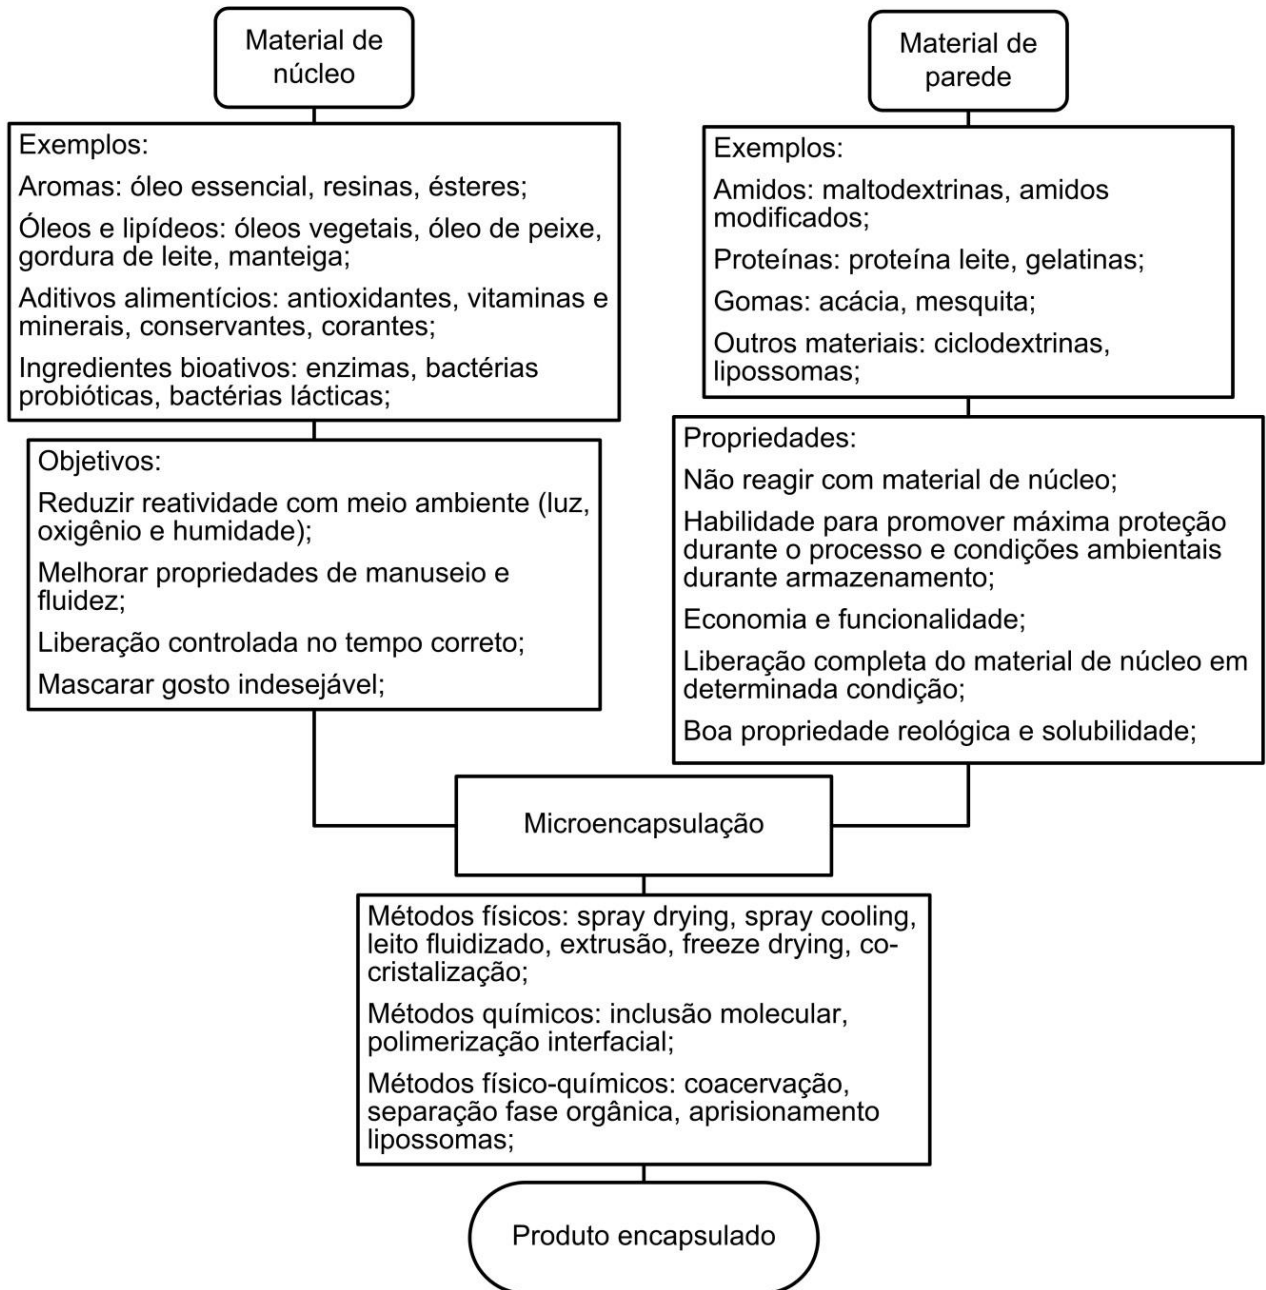 Material de
núcleo
Exemplos:
Aromas: óleo essencial, resinas, ésteres;
Óleos e lipídeos: óleos vegetais, óleo de peixe,
gordura de leite, manteiga;
Aditivos alimentícios: antioxidantes, vitaminas e
minerais, conservantes, corantes;
Ingredientes bioativos: enzimas, bactérias
probióticas, bactérias lácticas;
Objetivos:
Reduzir reatividade com meio ambiente (luz,
oxigênio e humidade);
Melhorar propriedades de manuseio e
fluidez;
Liberação controlada no tempo correto;
Mascarar gosto indesejável;
Material de
parede
Exemplos:
Amidos: maltodextrinas, amidos
modificados;
Proteínas: proteína leite, gelatinas;
Gomas: acácia, mesquita;
Outros materiais: ciclodextrinas,
lipossomas;
Propriedades:
Não reagir com material de núcleo;
Habilidade para promover máxima proteção
durante o processo e condições ambientais
durante armazenamento;
Economia e funcionalidade;
Liberação completa do material de núcleo em
determinada condição;
Boa propriedade reológica e solubilidade;
Microencapsulação
Métodos físicos: spray drying, spray cooling,
leito fluidizado, extrusão, freeze drying, co-
cristalização;
Métodos químicos: inclusão molecular,
polimerização interfacial;
Métodos físico-químicos: coacervação,
separação fase orgânica, aprisionamento
lipossomas;
Produto encapsulado